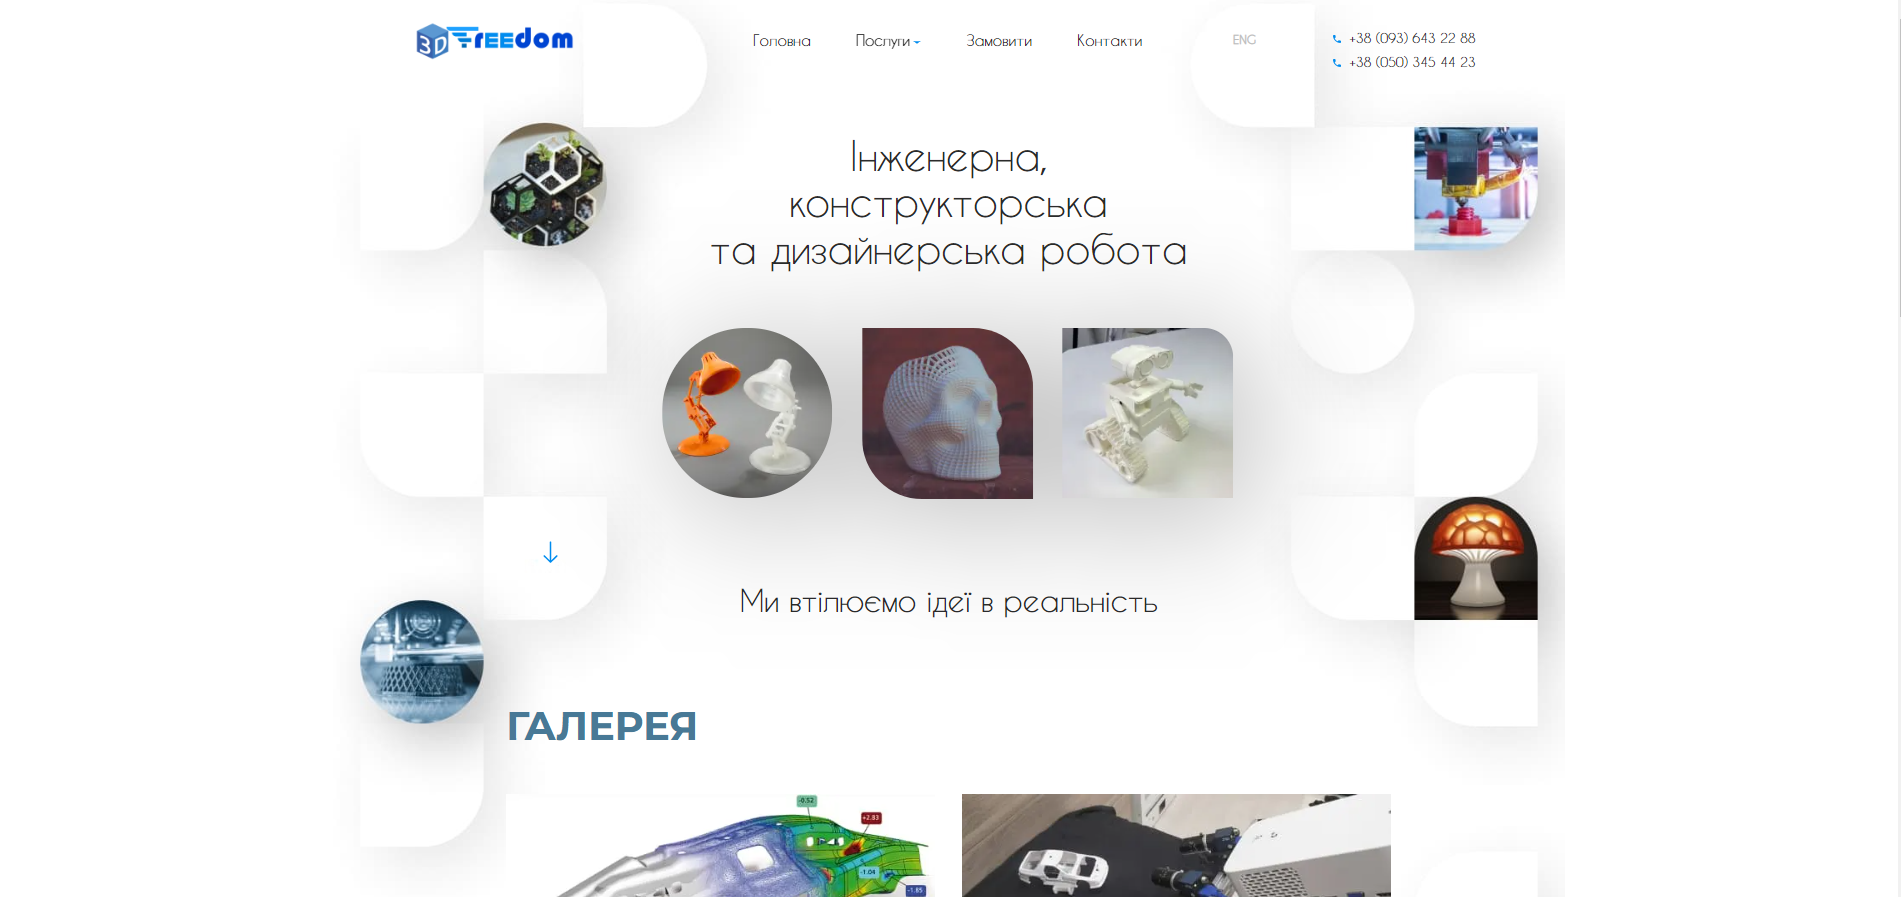 3D Freedom
Головна
Послуги
Замовити
Контакти
ENG
+38 (093) 643 22 88
+38 (050) 345 44 23
Інженерна,
конструкторська
та дизайнерська робота
Ми втілюємо ідеї в реальність
ГАЛЕРЕЯ
-0.52
+2.83
-1.04
-1.85